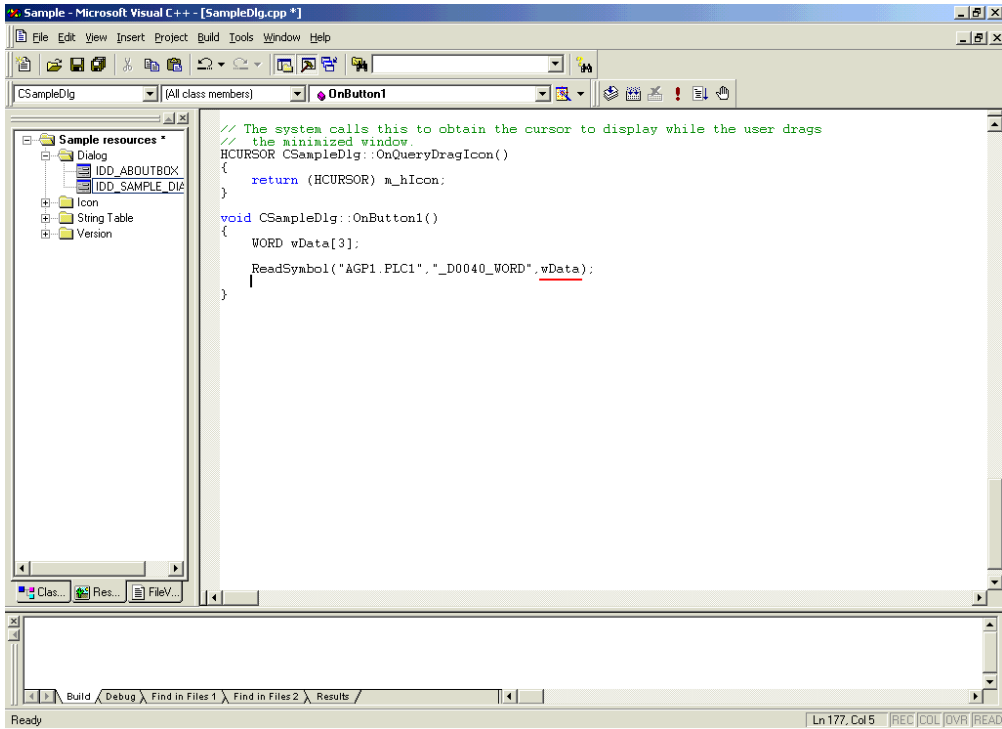 Sample - Microsoft Visual C++ - [SampleDlg.cpp *]
File Edit View Insert Project Build Tools Window Help
CSampleDlg (All class members) OnButton1
Sample resources *
Dialog
IDD_ABOUTBOX
IDD_SAMPLE_DIA
Icon
String Table
Version
// The system calls this to obtain the cursor to display while the user drags
//  the minimized window.
HCURSOR CSampleDlg::OnQueryDragIcon()
{
return (HCURSOR) m_hIcon;
}
void CSampleDlg::OnButton1()
{
WORD wData[3];
ReadSymbol("AGP1.PLC1","_D0040_WORD",wData);
}
Clas... Res... FileV...
Build Debug Find in Files 1 Find in Files 2 Results
Ready Ln 177, Col 5 REC COL OVR READ